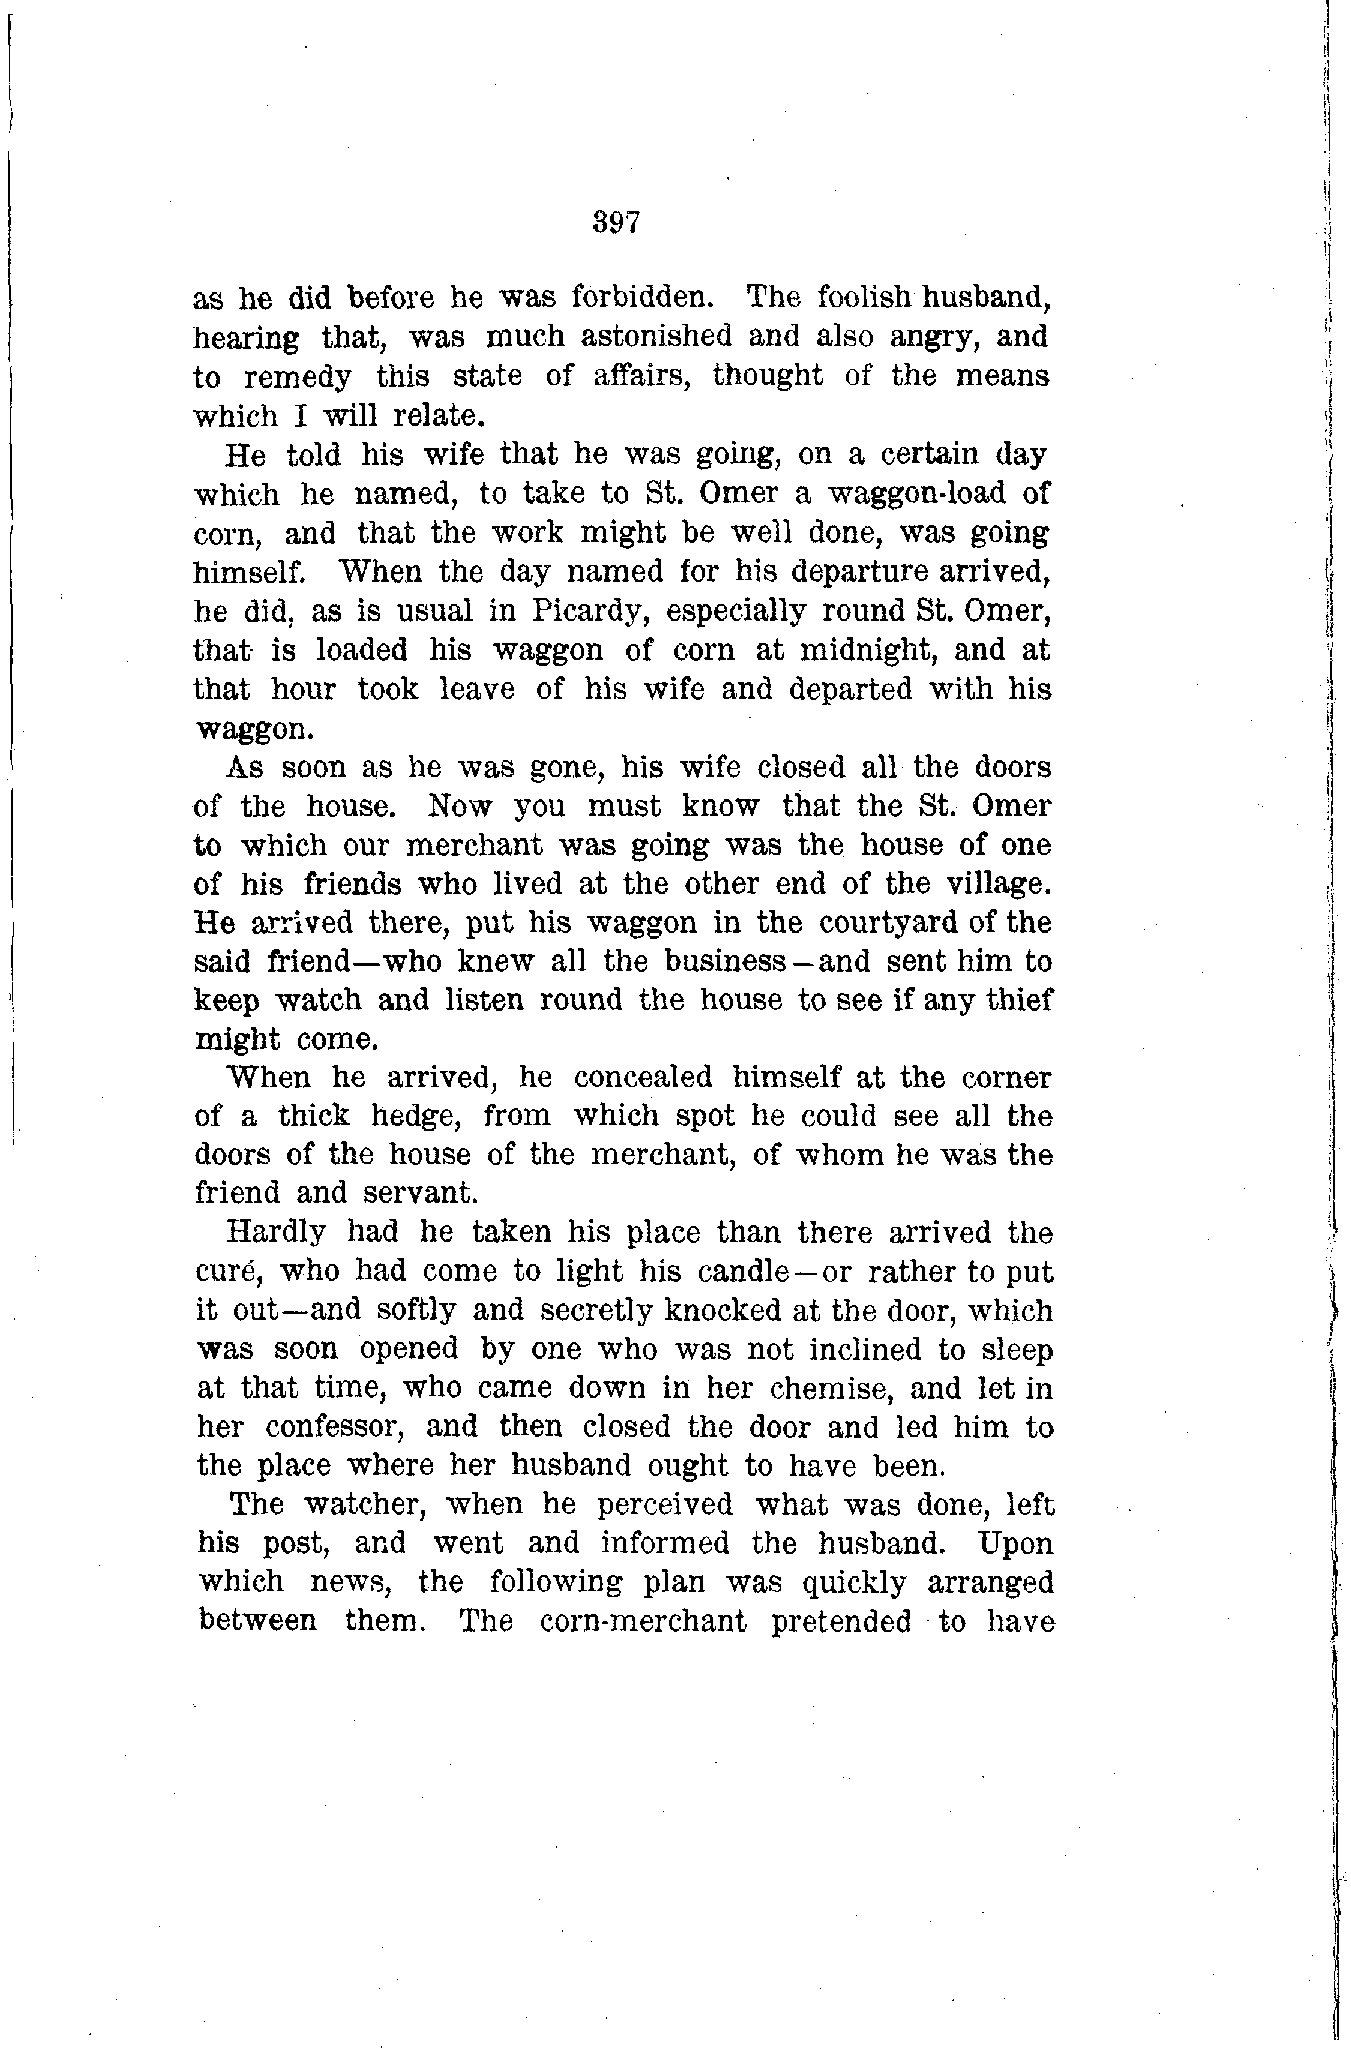 397
as he did before he was forbidden. The foolish husband,
hearing that, was much astonished and also angry, and
to remedy this state of affairs, thought of the means
which I will relate.
He told his wife that he was going, on a certain day
which he named, to take to St. Omer a waggon-load of
corn, and that the work might be well done, was going
himself. When the day named for his departure arrived,
he did, as is usual in Picardy, especially round St. Omer,
that is loaded his waggon of corn at midnight, and at
that hour took leave of his wife and departed with his
waggon.
As soon as he was gone, his wife closed all the doors
of the house. Now you must know that the St. Omer
to which our merchant was going was the house of one
of his friends who lived at the other end of the village.
He arrived there, put his waggon in the courtyard of the
said friend—who knew all the business—and sent him to
keep watch and listen round the house to see if any thief
might come.
When he arrived, he concealed himself at the corner
of a thick hedge, from which spot he could see all the
doors of the house of the merchant, of whom he was the
friend and servant.
Hardly had he taken his place than there arrived the
curé, who had come to light his candle—or rather to put
it out—and softly and secretly knocked at the door, which
was soon opened by one who was not inclined to sleep
at that time, who came down in her chemise, and let in
her confessor, and then closed the door and led him to
the place where her husband ought to have been.
The watcher, when he perceived what was done, left
his post, and went and informed the husband. Upon
which news, the following plan was quickly arranged
between them. The corn-merchant pretended to have